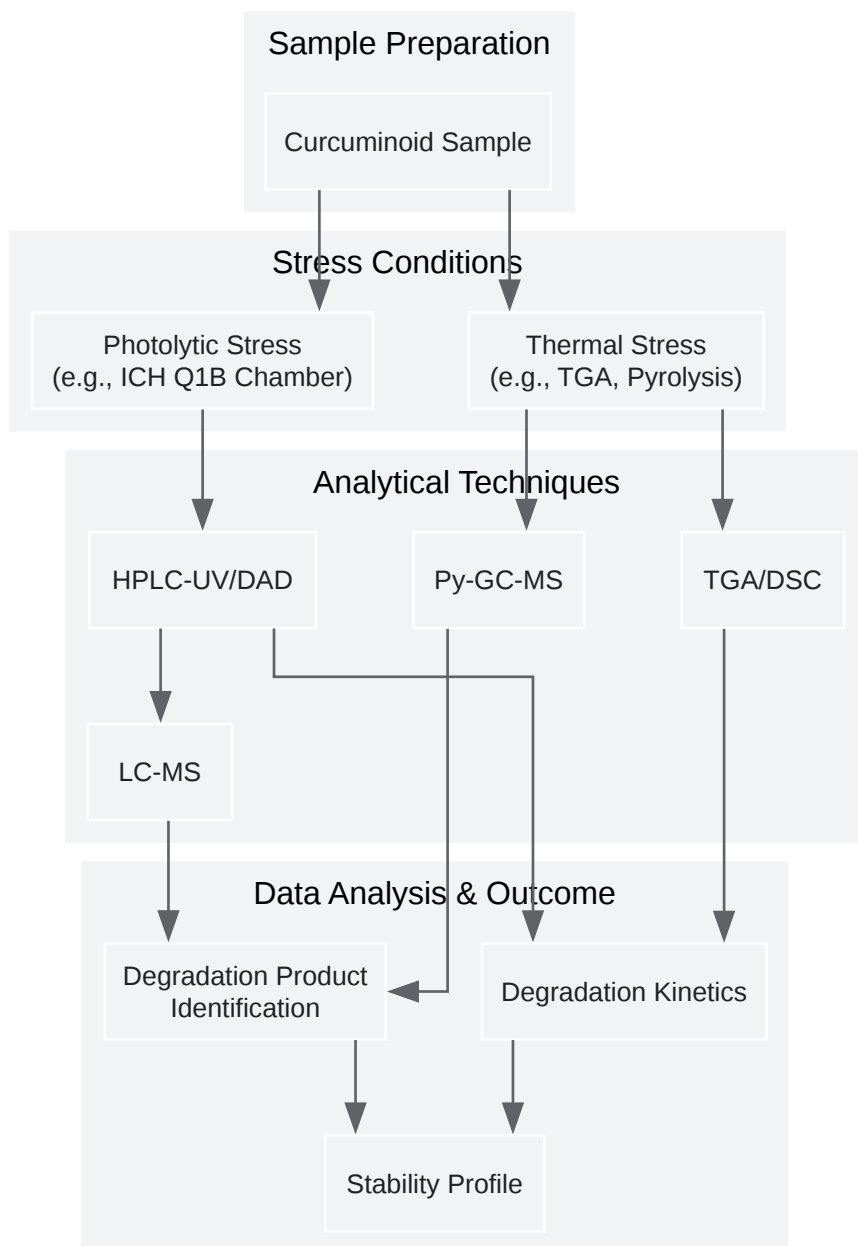 Sample Preparation
Curcuminoid Sample
Stress Conditions
Photolytic Stress
(e.g., ICH Q1B Chamber)
Thermal Stress
(e.g., TGA, Pyrolysis)
Analytical Techniques
HPLC-UV/DAD
Py-GC-MS
TGA/DSC
LC-MS
Data Analysis & Outcome
Degradation Product
Identification
Degradation Kinetics
Stability Profile